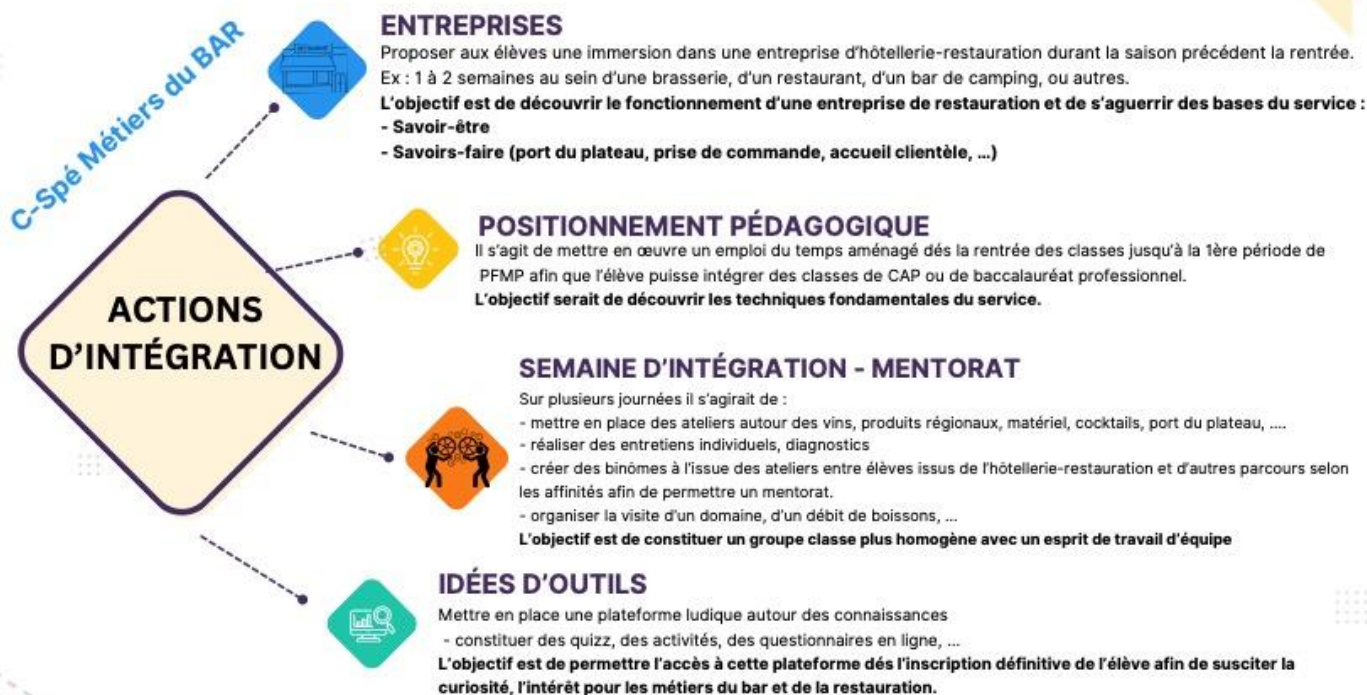 C-Spé Métiers du BAR
ACTIONS
D'INTÉGRATION
ENTREPRISES
Proposer aux élèves une immersion dans une entreprise d'hôtellerie-restauration durant la saison précédent la rentrée.
Ex : 1 à 2 semaines au sein d'une brasserie, d'un restaurant, d'un bar de camping, ou autres.
L'objectif est de découvrir le fonctionnement d'une entreprise de restauration et de s'aguerrir des bases du service :
- Savoir-être
- Savoirs-faire (port du plateau, prise de commande, accueil clientèle, ...)
POSITIONNEMENT PÉDAGOGIQUE
Il s'agit de mettre en œuvre un emploi du temps aménagé dés la rentrée des classes jusqu'à la 1ère période de
PFMP afin que l'élève puisse intégrer des classes de CAP ou de baccalauréat professionnel.
L'objectif serait de découvrir les techniques fondamentales du service.
SEMAINE D'INTÉGRATION - MENTORAT
Sur plusieurs journées il s'agirait de :
- mettre en place des ateliers autour des vins, produits régionaux, matériel, cocktails, port du plateau, ....
- réaliser des entretiens individuels, diagnostics
- créer des binômes à l'issue des ateliers entre élèves issus de l'hôtellerie-restauration et d'autres parcours selon
les affinités afin de permettre un mentorat.
- organiser la visite d'un domaine, d'un débit de boissons, ...
L'objectif est de constituer un groupe classe plus homogène avec un esprit de travail d'équipe
IDÉES D'OUTILS
Mettre en place une plateforme ludique autour des connaissances
- constituer des quizz, des activités, des questionnaires en ligne, ...
L'objectif est de permettre l'accès à cette plateforme dés l'inscription définitive de l'élève afin de susciter la
curiosité, l'intérêt pour les métiers du bar et de la restauration.